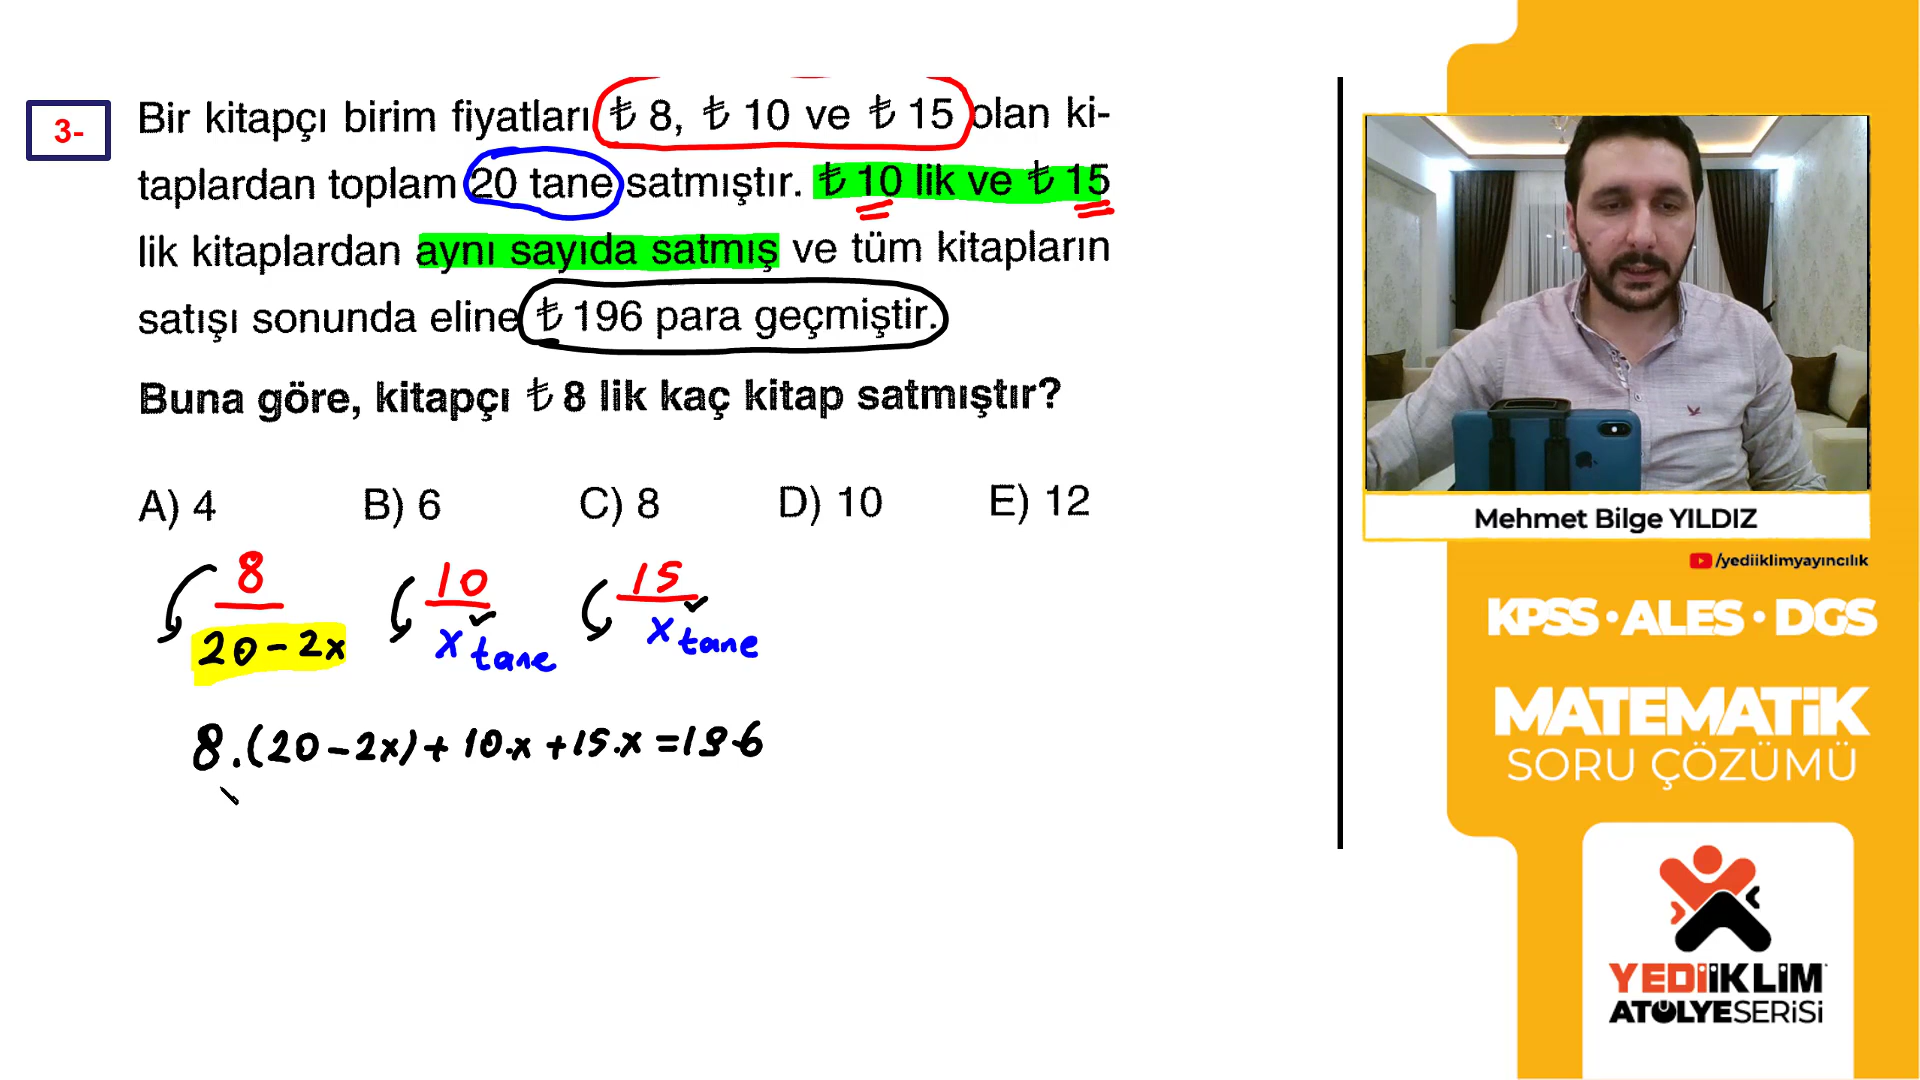 3-
Bir kitapçı birim fiyatları ₺ 8, ₺ 10 ve ₺ 15 olan ki-
taplardan toplam 20 tane satmıştır. ₺ 10 lik ve ₺ 15
lik kitaplardan aynı sayıda satmış ve tüm kitapların
satışı sonunda eline ₺ 196 para geçmiştir.
Buna göre, kitapçı ₺ 8 lik kaç kitap satmıştır?
A) 4 B) 6 C) 8 D) 10 E) 12
8 10 15
20-2x x tane x tane
8.(20-2x)+10.x+15.x=196
Mehmet Bilge YILDIZ
/yediiklimyayıncılık
KPSS • ALES • DGS
MATEMATİK
SORU ÇÖZÜMÜ
YEDİİKLİM
ATÖLYESERİSİ